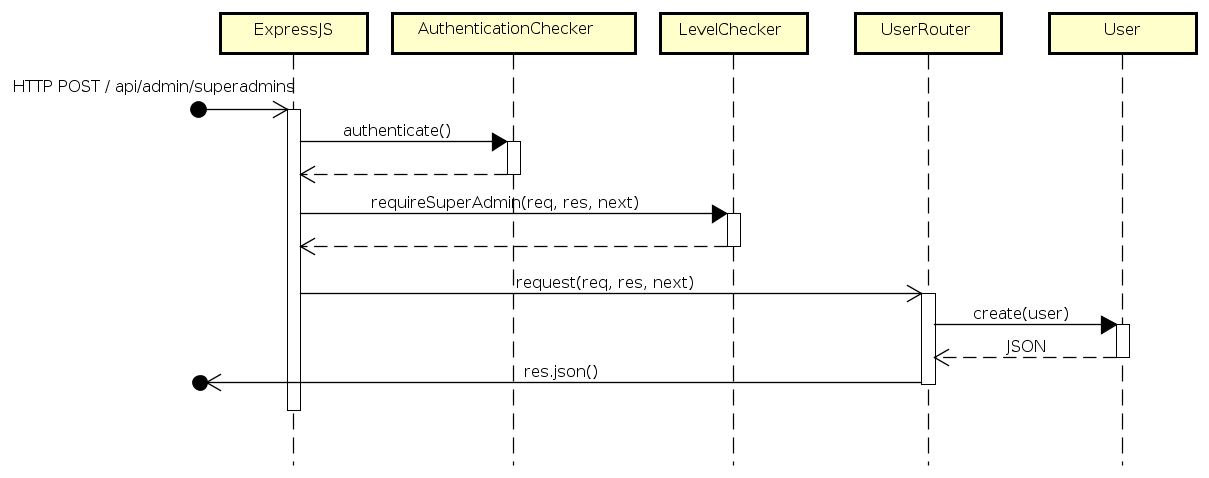 ExpressJS
AuthenticationChecker
LevelChecker
UserRouter
User
HTTP POST / api/admin/superadmins
authenticate()
requireSuperAdmin(req, res, next)
request(req, res, next)
create(user)
JSON
res.json()